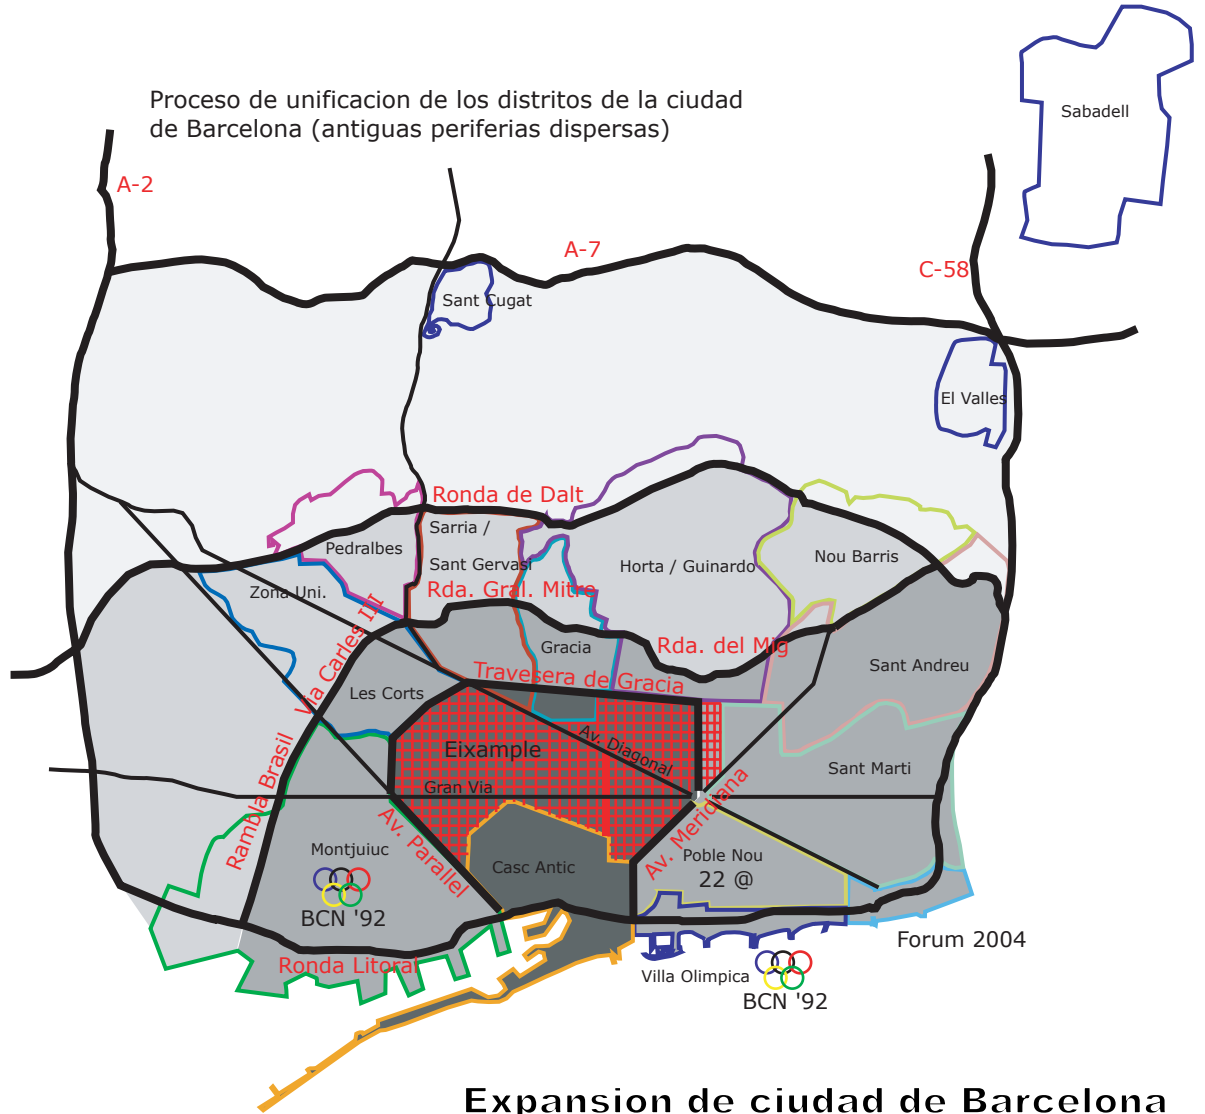 Proceso de unificacion de los distritos de la ciudad
de Barcelona (antiguas periferias dispersas)
Sabadell
A-2
A-7
C-58
Sant Cugat
El Valles
Ronda de Dalt
Sarria /
Sant Gervasi
Pedralbes
Horta / Guinardo
Nou Barris
Zona Uni.
Rda. Gral. Mitre
Via Carles III
Gracia
Rda. del Mig
Sant Andreu
Travesera de Gracia
Les Corts
Eixample
Av. Diagonal
Gran Via
Sant Marti
Rambla Brasil
Av. Parallel
Av. Meridiana
Montjuiuc
BCN '92
Casc Antic
Poble Nou
22 @
Ronda Litoral
Forum 2004
Villa Olimpica
BCN '92
Expansion de ciudad de Barcelona